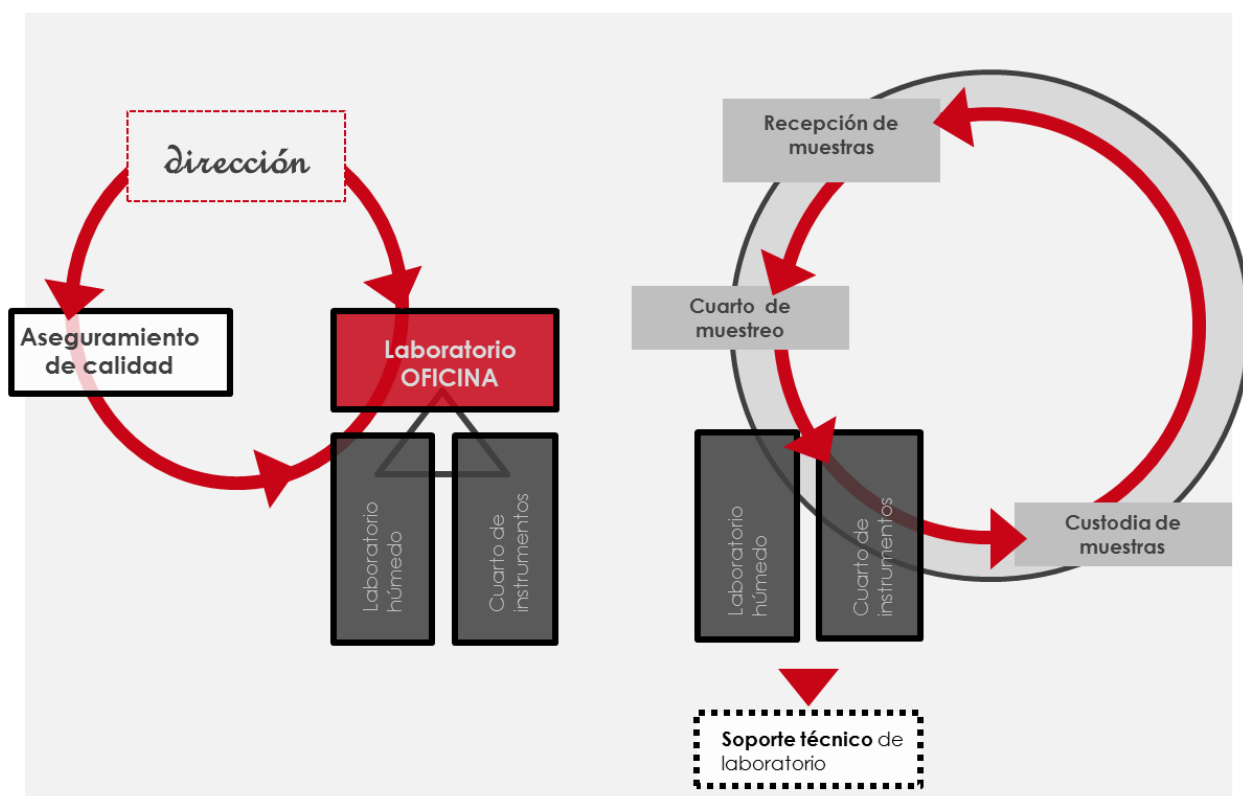 dirección
Aseguramiento
de calidad
Laboratorio
OFICINA
Laboratorio
húmedo
Cuarto de
instrumentos
Recepción de
muestras
Cuarto de
muestreo
Laboratorio
húmedo
Cuarto de
instrumentos
Custodia de
muestras
Soporte técnico de
laboratorio